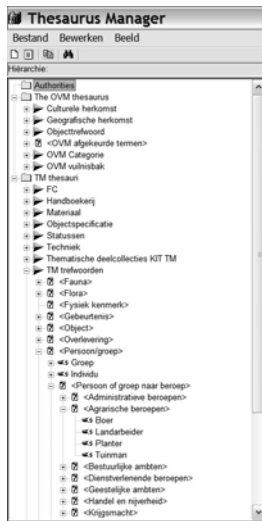 Thesaurus Manager
Bestand Bewerken Beeld
Hiërarchie:
Authorities
The OVM thesaurus
Culturele herkomst
Geografische herkomst
Objecttrefwoord
<OVM afgekeurde termen>
OVM Categorie
OVM vuilnisbak
TM thesauri
FC
Handboekerij
Materiaal
Objectspecificatie
Statussen
Techniek
Thematische deelcollecties KIT TM
TM trefwoorden
<Fauna>
<Flora>
<Fysiek kenmerk>
<Gebeurtenis>
<Object>
<Overlevering>
<Persoon/groep>
Groep
Individu
<Persoon of groep naar beroep>
<Administratieve beroepen>
<Agrarische beroepen>
Boer
Landarbeider
Planter
Tuinman
<Bestuurlijke ambten>
<Dienstverlenende beroepen>
<Geestelijke ambten>
<Handel en nijverheid>
<Krijgsmacht>